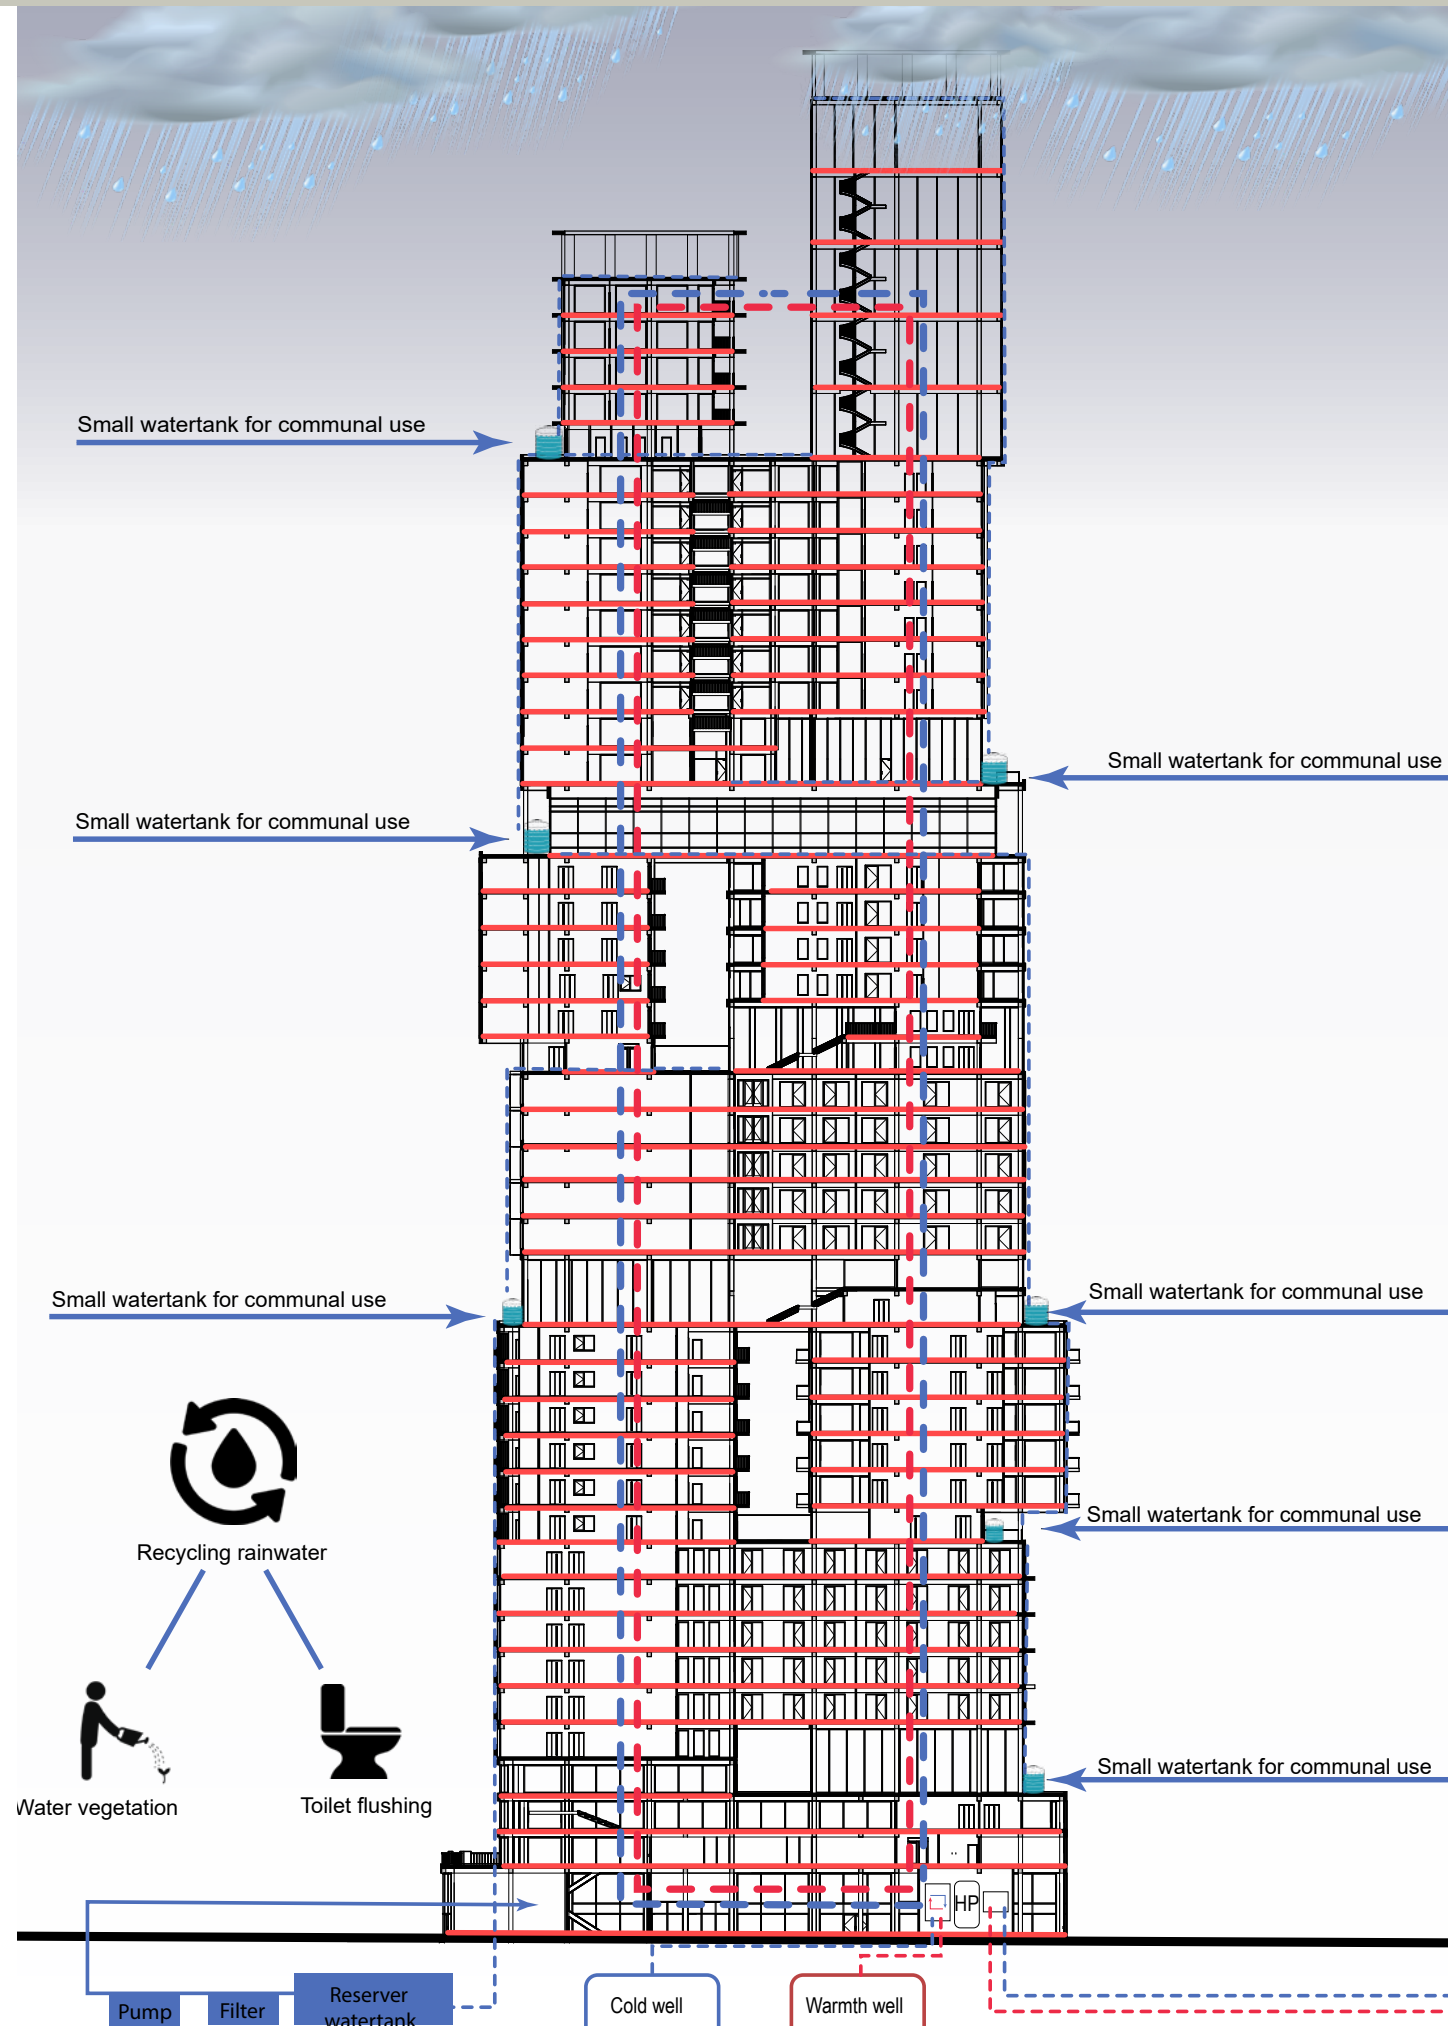 Small watertank for communal use
Small watertank for communal use
Small watertank for communal use
Small watertank for communal use
Small watertank for communal use
Small watertank for communal use
Recycling rainwater
Water vegetation
Toilet flushing
Small watertank for communal use
HP
Pump
Filter
Reserver
watertank
Cold well
Warmth well